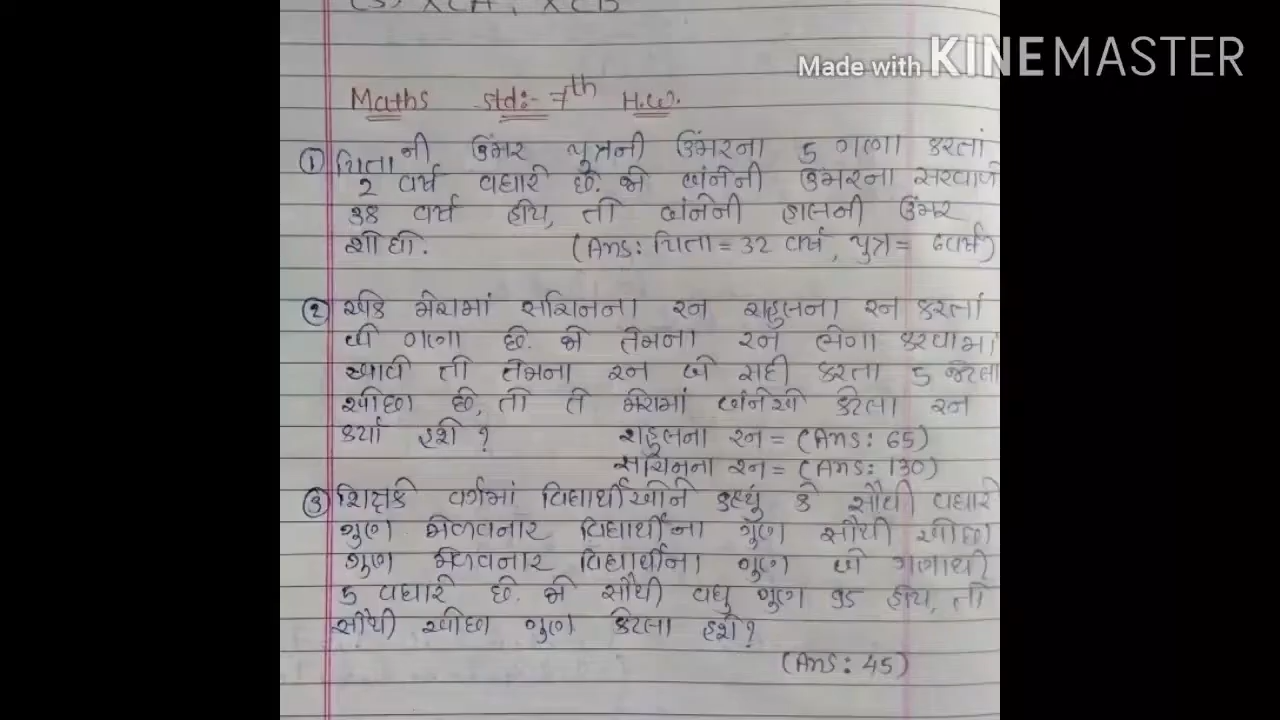 Made with KINEMASTER
Maths Std:- 7th H.W.
① પિતાની ઉંમર પુત્રની ઉંમરના 5 ગણા કરતાં
2 વર્ષ વધારે છે. જો બંનેની ઉંમરના સરવાળો
38 વર્ષ હોય, તો બંનેની હાલની ઉંમર
શોધો. (Ans: પિતા = 32 વર્ષ, પુત્ર = 6 વર્ષ)
② એક મેચમાં સચિનના રન રાહુલના રન કરતાં
બે ગણા છે. જો તેમના રન ભેગા કરવામાં
આવે તો તેમના રન બે સદી કરતા 5 જેટલા
ઓછા છે, તો તે મેચમાં બંનેએ કેટલા રન
કર્યા હશે? રાહુલના રન = (Ans: 65)
સચિનના રન = (Ans: 130)
③ શિક્ષકે વર્ગમાં વિદ્યાર્થીઓને કહ્યું કે સૌથી વધારે
ગુણ મેળવનાર વિદ્યાર્થીના ગુણ સૌથી ઓછા
ગુણ મેળવનાર વિદ્યાર્થીના ગુણ બે ગણાથી
5 વધારે છે. જો સૌથી વધુ ગુણ 95 હોય, તો
સૌથી ઓછા ગુણ કેટલા હશે?
(Ans: 45)